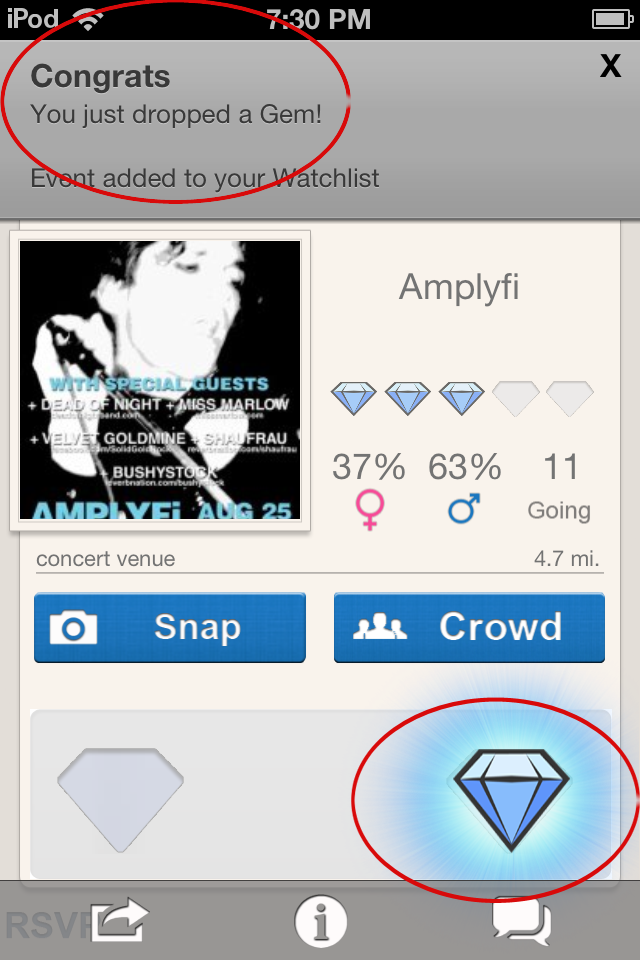 iPod 7:30 PM
Congrats
X
You just dropped a Gem!
Event added to your Watchlist
Amplyfi
WITH SPECIAL GUESTS
+ DEAD OF NIGHT + MISS MARLOW
+ VELVET GOLDMINE + SHAUFRAU
+ BUSHYSTOCK
AMPLYFi AUG 25
37% 63% 11
Going
concert venue 4.7 mi.
Snap Crowd
RSVP